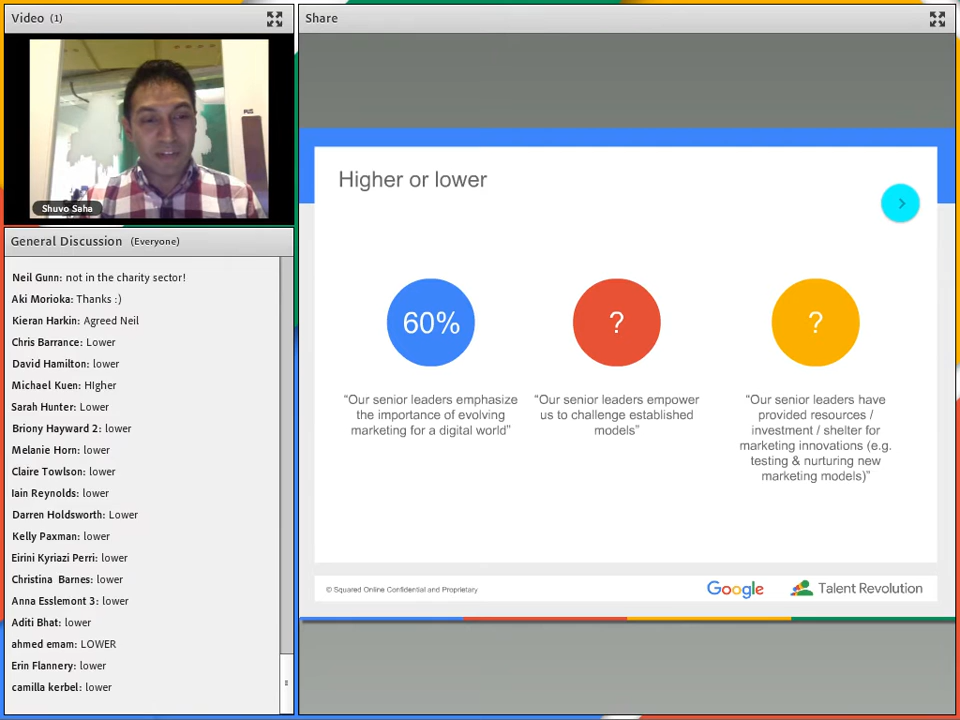 Video (1)
Shuvo Saha
General Discussion (Everyone)
Neil Gunn: not in the charity sector!
Aki Morioka: Thanks :)
Kieran Harkin: Agreed Neil
Chris Barrance: Lower
David Hamilton: lower
Michael Kuen: HIgher
Sarah Hunter: Lower
Briony Hayward 2: lower
Melanie Horn: lower
Claire Towlson: lower
Iain Reynolds: lower
Darren Holdsworth: Lower
Kelly Paxman: lower
Eirini Kyriazi Perri: lower
Christina Barnes: lower
Anna Esslemont 3: lower
Aditi Bhat: lower
ahmed emam: LOWER
Erin Flannery: lower
camilla kerbel: lower
Share
Higher or lower
60%
“Our senior leaders emphasize
the importance of evolving
marketing for a digital world”
?
“Our senior leaders empower
us to challenge established
models”
?
“Our senior leaders have
provided resources /
investment / shelter for
marketing innovations (e.g.
testing & nurturing new
marketing models)”
© Squared Online Confidential and Proprietary
Google
Talent Revolution